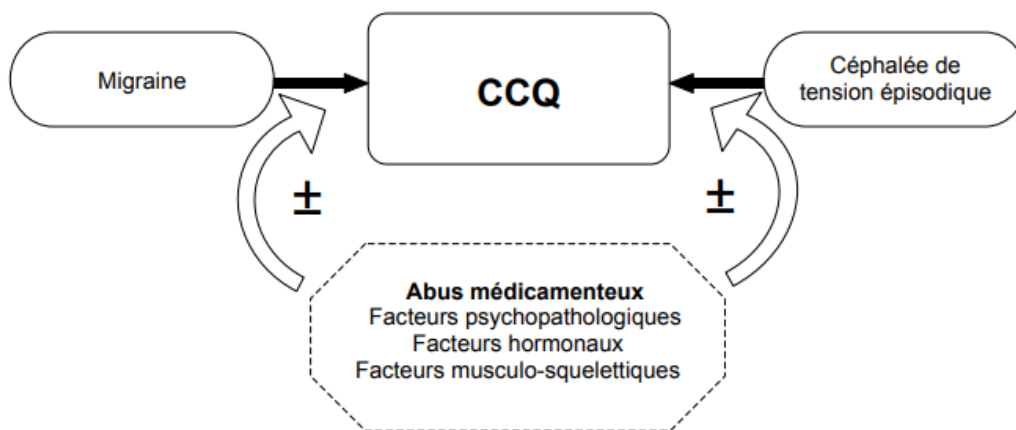 Migraine
CCQ
Céphalée de
tension épisodique
±
±
Abus médicamenteux
Facteurs psychopathologiques
Facteurs hormonaux
Facteurs musculo-squelettiques